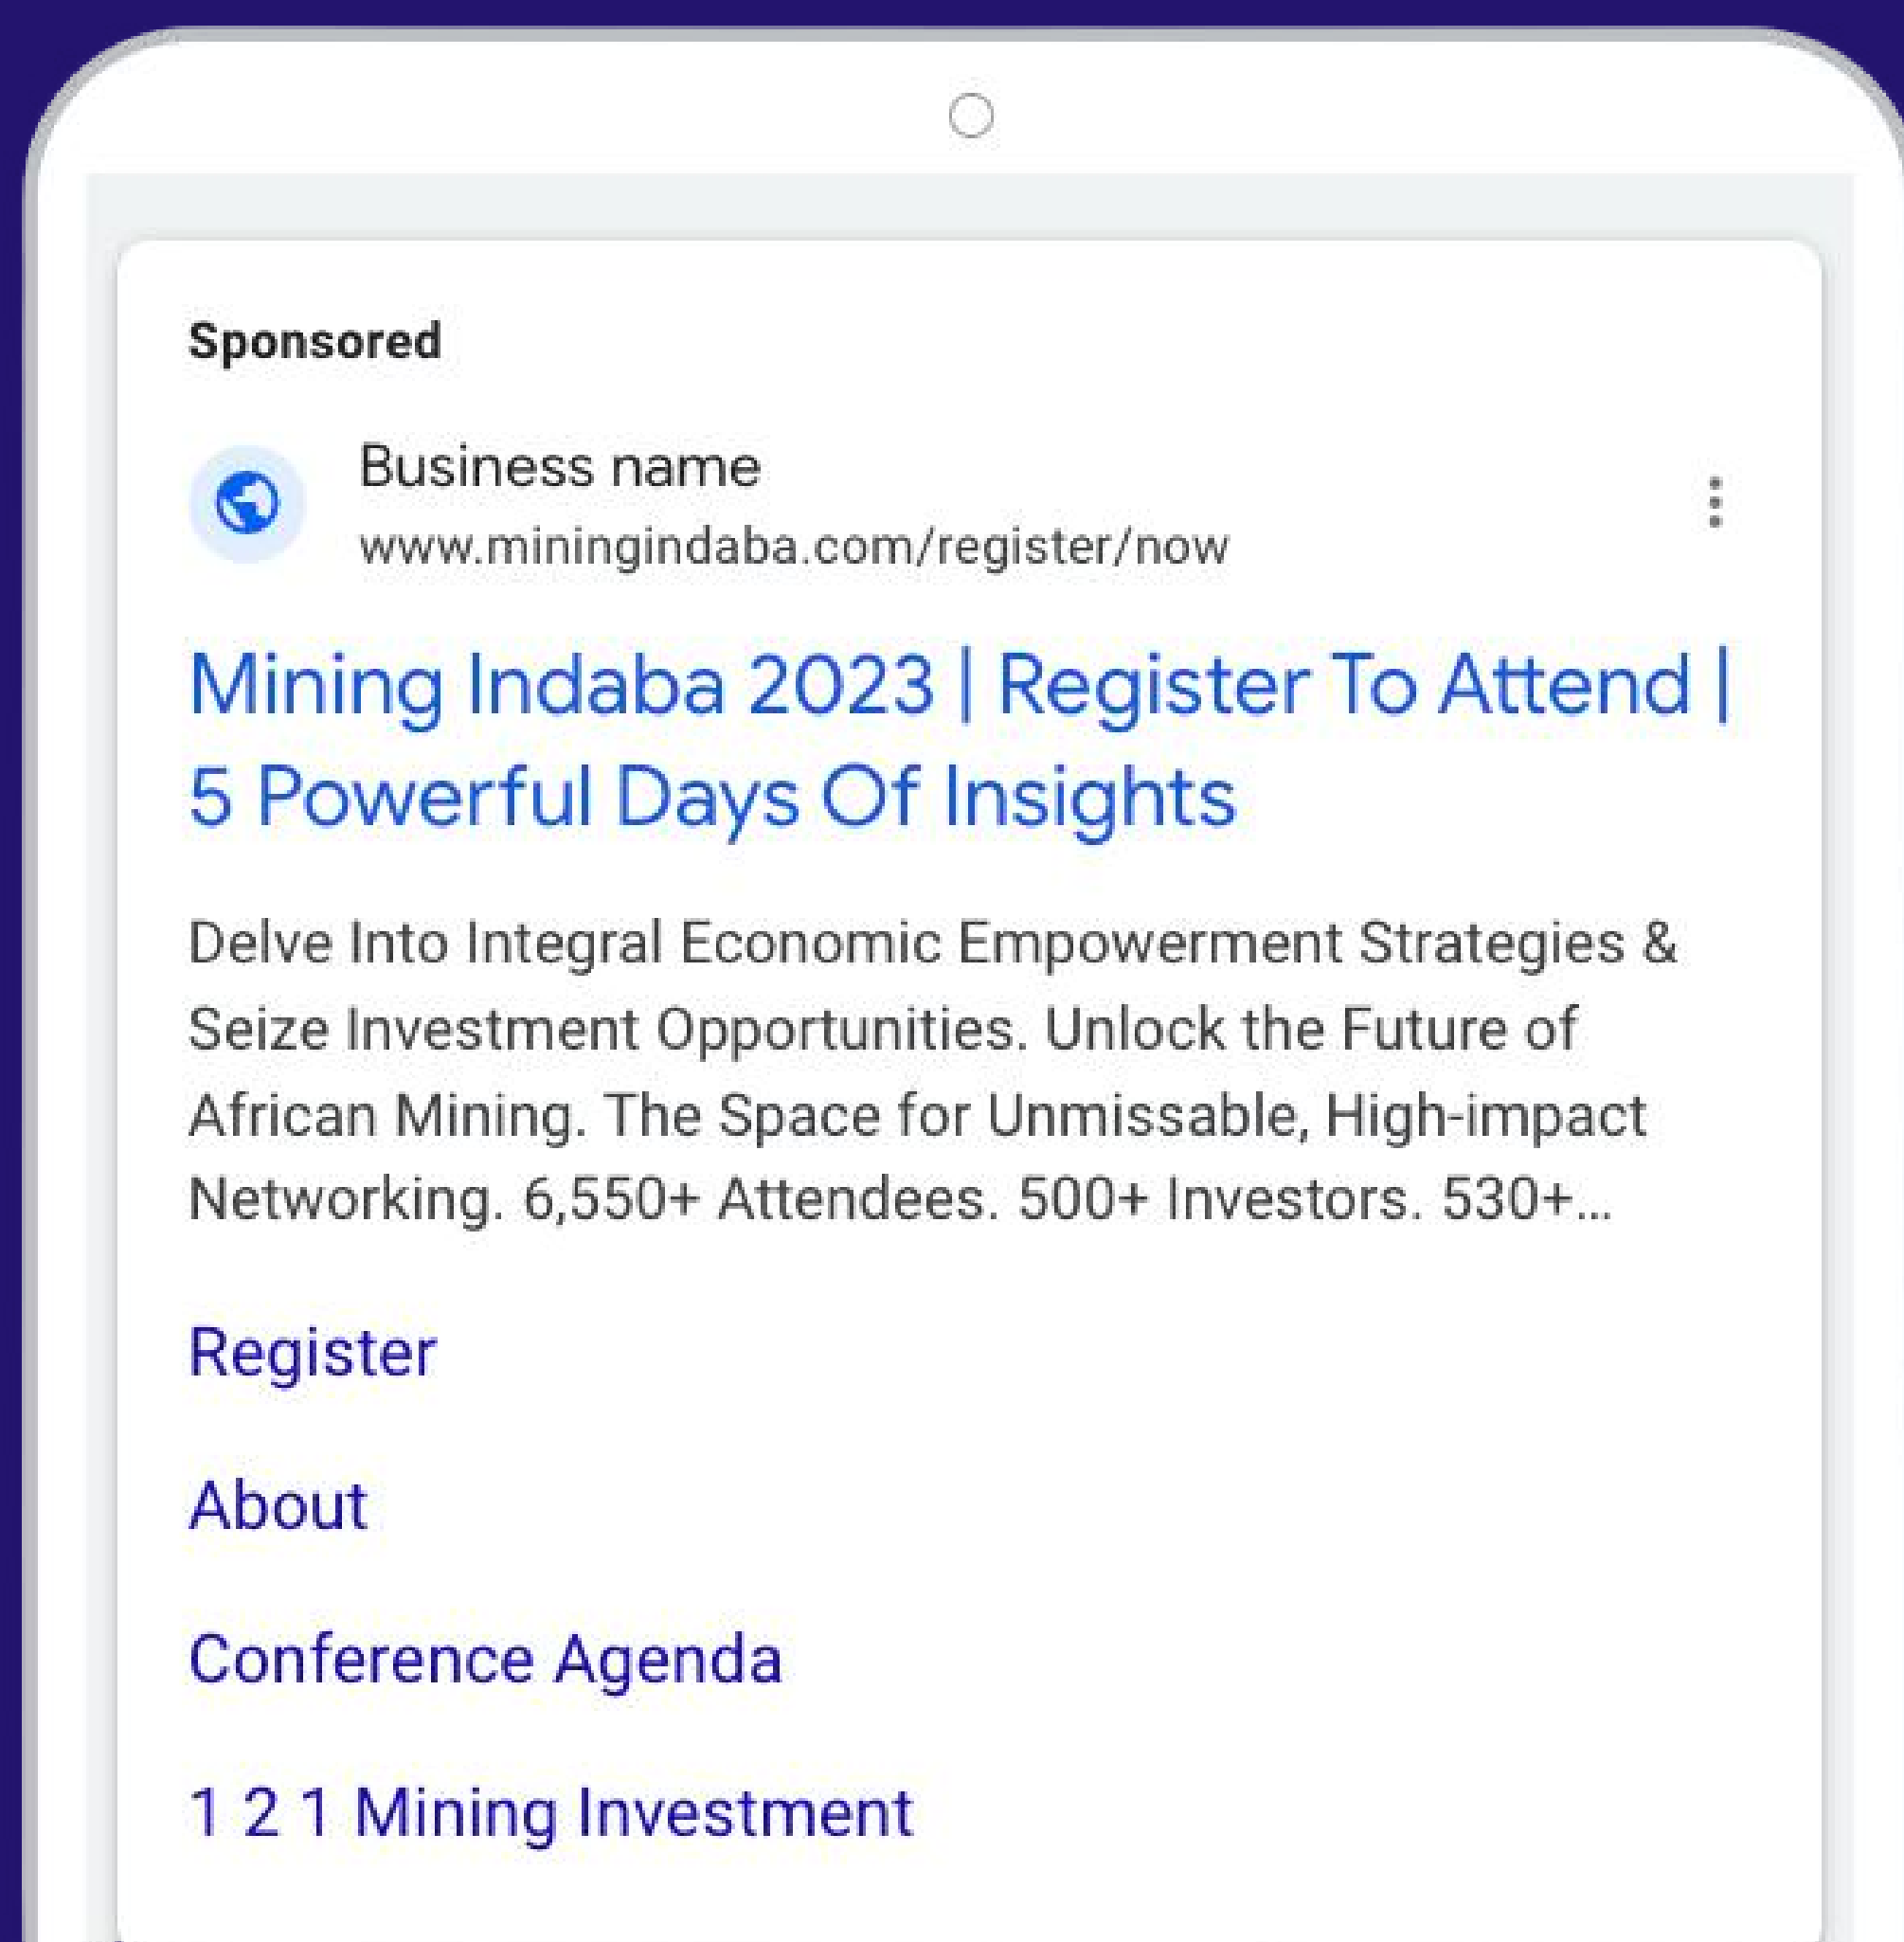 Sponsored
Business name
www.miningindaba.com/register/now
Mining Indaba 2023 | Register To Attend |
5 Powerful Days Of Insights
Delve Into Integral Economic Empowerment Strategies &
Seize Investment Opportunities. Unlock the Future of
African Mining. The Space for Unmissable, High-impact
Networking. 6,550+ Attendees. 500+ Investors. 530+...
Register
About
Conference Agenda
1 2 1 Mining Investment